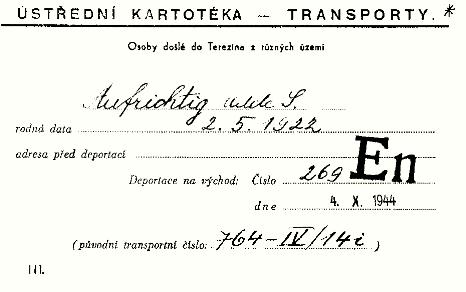 ÚSTŘEDNÍ KARTOTÉKA – TRANSPORTY. *
Osoby došlé do Terezína z různých území
Aufrichtig S.
rodná data 2.5.1922
adresa před deportací
Deportace na východ: Číslo 269 En
dne 4. X. 1944
(původní transportní číslo: 764-IV/14i )
III.